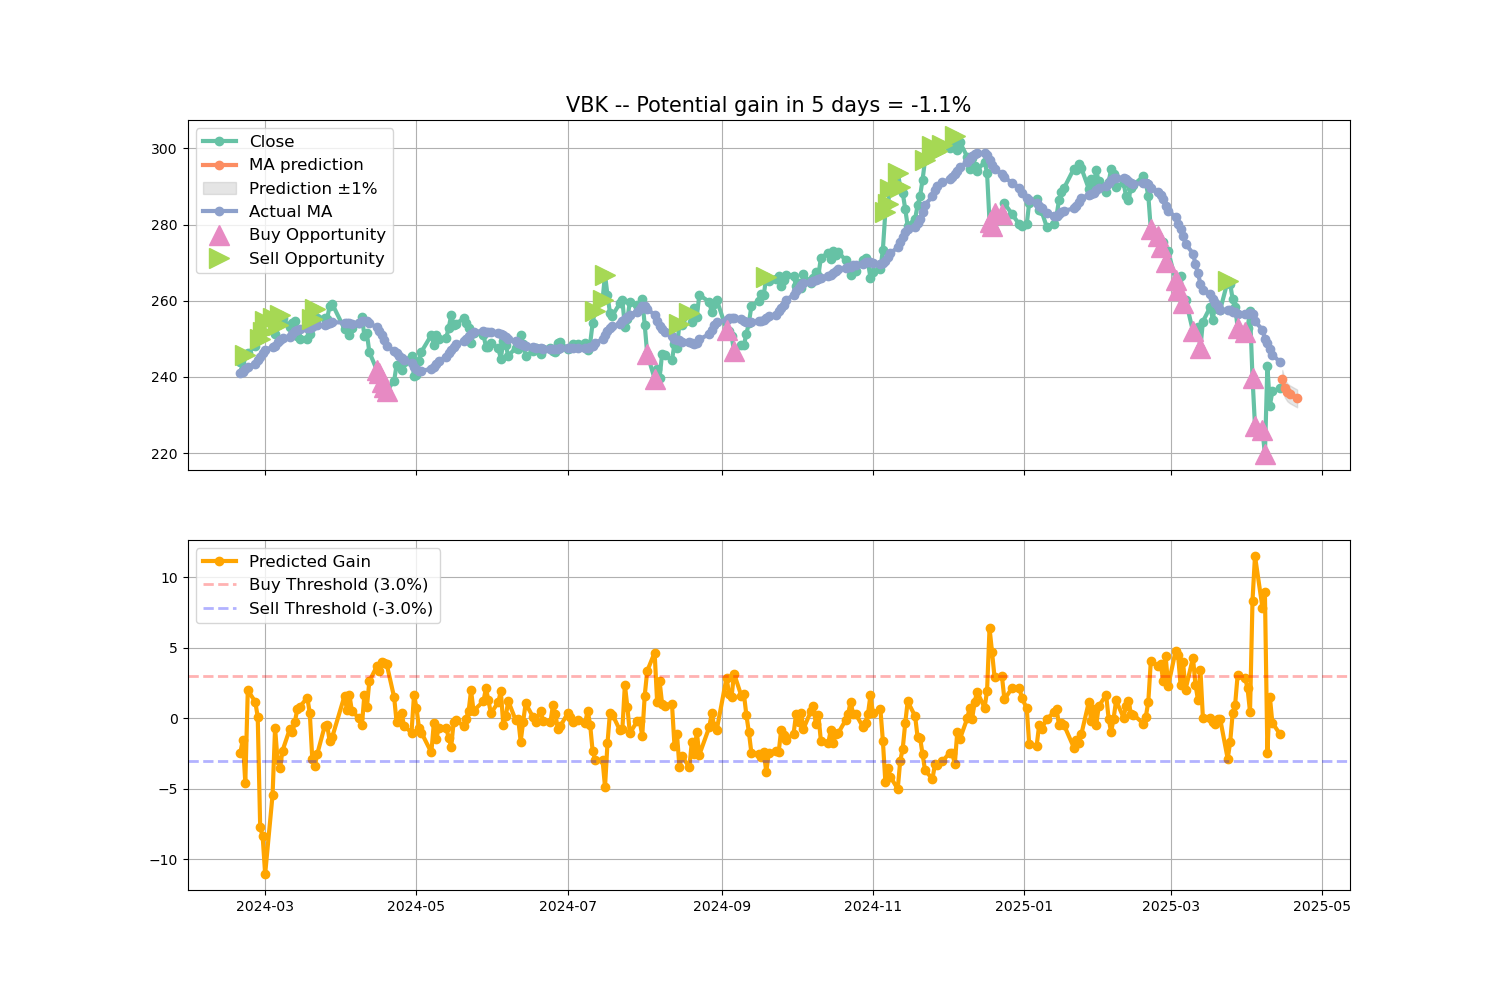 VBK -- Potential gain in 5 days = -1.1%
Close
MA prediction
Prediction ±1%
Actual MA
Buy Opportunity
Sell Opportunity
300
280
260
240
220
Predicted Gain
Buy Threshold (3.0%)
Sell Threshold (-3.0%)
10
5
0
−5
−10
2024-03 2024-05 2024-07 2024-09 2024-11 2025-01 2025-03 2025-05